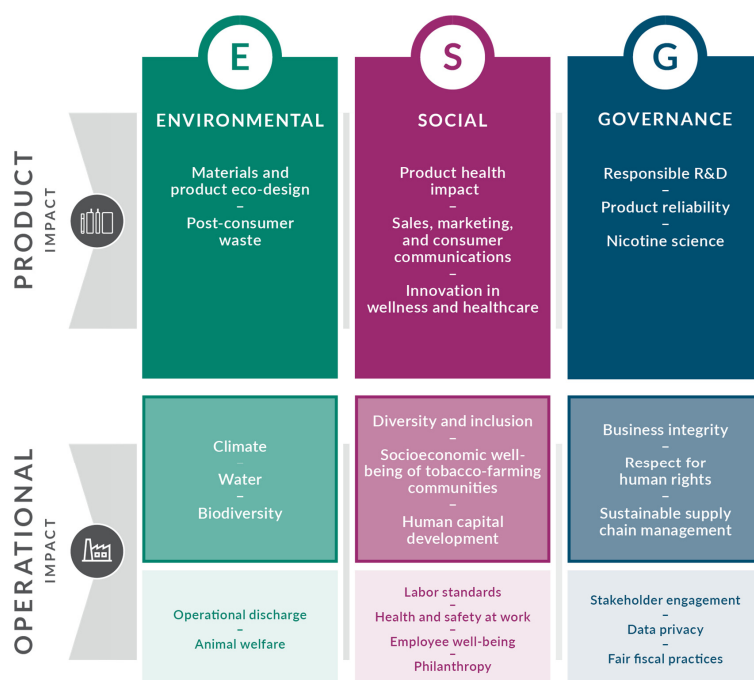 E
S
G
ENVIRONMENTAL
SOCIAL
GOVERNANCE
PRODUCT
IMPACT
Materials and
product eco-design
–
Post-consumer
waste
Product health
impact
–
Sales, marketing,
and consumer
communications
–
Innovation in
wellness and healthcare
Responsible R&D
–
Product reliability
–
Nicotine science
OPERATIONAL
IMPACT
Climate
–
Water
–
Biodiversity
Diversity and inclusion
–
Socioeconomic well-
being of tobacco-farming
communities
–
Human capital
development
Business integrity
–
Respect for
human rights
–
Sustainable supply
chain management
Operational discharge
–
Animal welfare
Labor standards
–
Health and safety at work
–
Employee well-being
–
Philanthropy
Stakeholder engagement
–
Data privacy
–
Fair fiscal practices